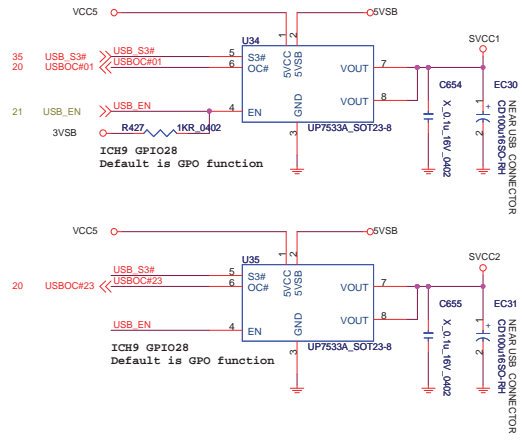 VCC5
5VSB
U34
SVCC1
35 USB_S3# USB_S3# 5 S3# 5VCC 1 5VSB 2 VOUT 7
20 USBOC#01 USBOC#01 6 OC#
C654
EC30
VOUT 8
21 USB_EN USB_EN 4 EN GND 3
X_0.1u_16V_0402
1 + 2
CD100u16SO-RH
NEAR USB CONNECTOR
3VSB R427 1KR_0402
UP7533A_SOT23-8
ICH9 GPIO28
Default is GPO function
VCC5
5VSB
U35
SVCC2
USB_S3# 5 S3# 5VCC 1 5VSB 2 VOUT 7
20 USBOC#23 USBOC#23 6 OC#
C655
EC31
VOUT 8
USB_EN 4 EN GND 3
X_0.1u_16V_0402
1 + 2
CD100u16SO-RH
NEAR USB CONNECTOR
UP7533A_SOT23-8
ICH9 GPIO28
Default is GPO function